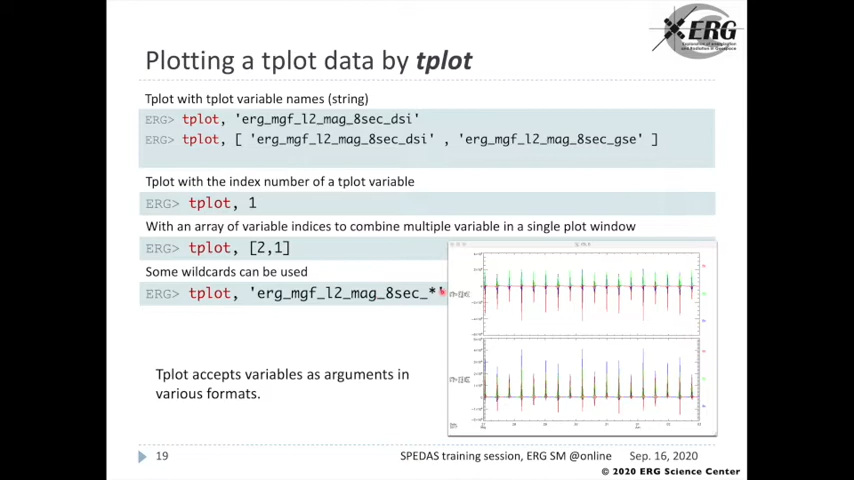 ERG
Plotting a tplot data by tplot
Tplot with tplot variable names (string)
ERG> tplot, 'erg_mgf_l2_mag_8sec_dsi'
ERG> tplot, [ 'erg_mgf_l2_mag_8sec_dsi' , 'erg_mgf_l2_mag_8sec_gse' ]
Tplot with the index number of a tplot variable
ERG> tplot, 1
With an array of variable indices to combine multiple variable in a single plot window
ERG> tplot, [2,1]
Some wildcards can be used
ERG> tplot, 'erg_mgf_l2_mag_8sec_*'
Tplot accepts variables as arguments in
various formats.
19
SPEDAS training session, ERG SM @online
Sep. 16, 2020
© 2020 ERG Science Center